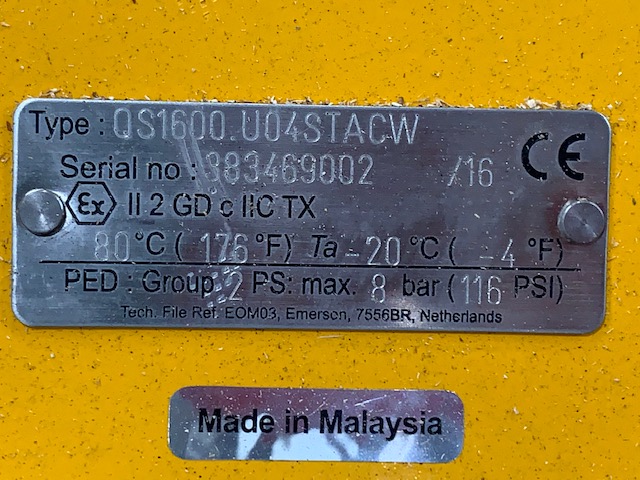 Type : QS1600.U04STACW
Serial no : 383469002 /16 CE
Ex II 2 GD c IIC TX
80 °C ( 176 °F) Ta -20 °C ( -4 °F)
PED : Group: 2 PS: max. 8 bar ( 116 PSI)
Tech. File Ref. EOM03, Emerson, 7556BR, Netherlands
Made in Malaysia